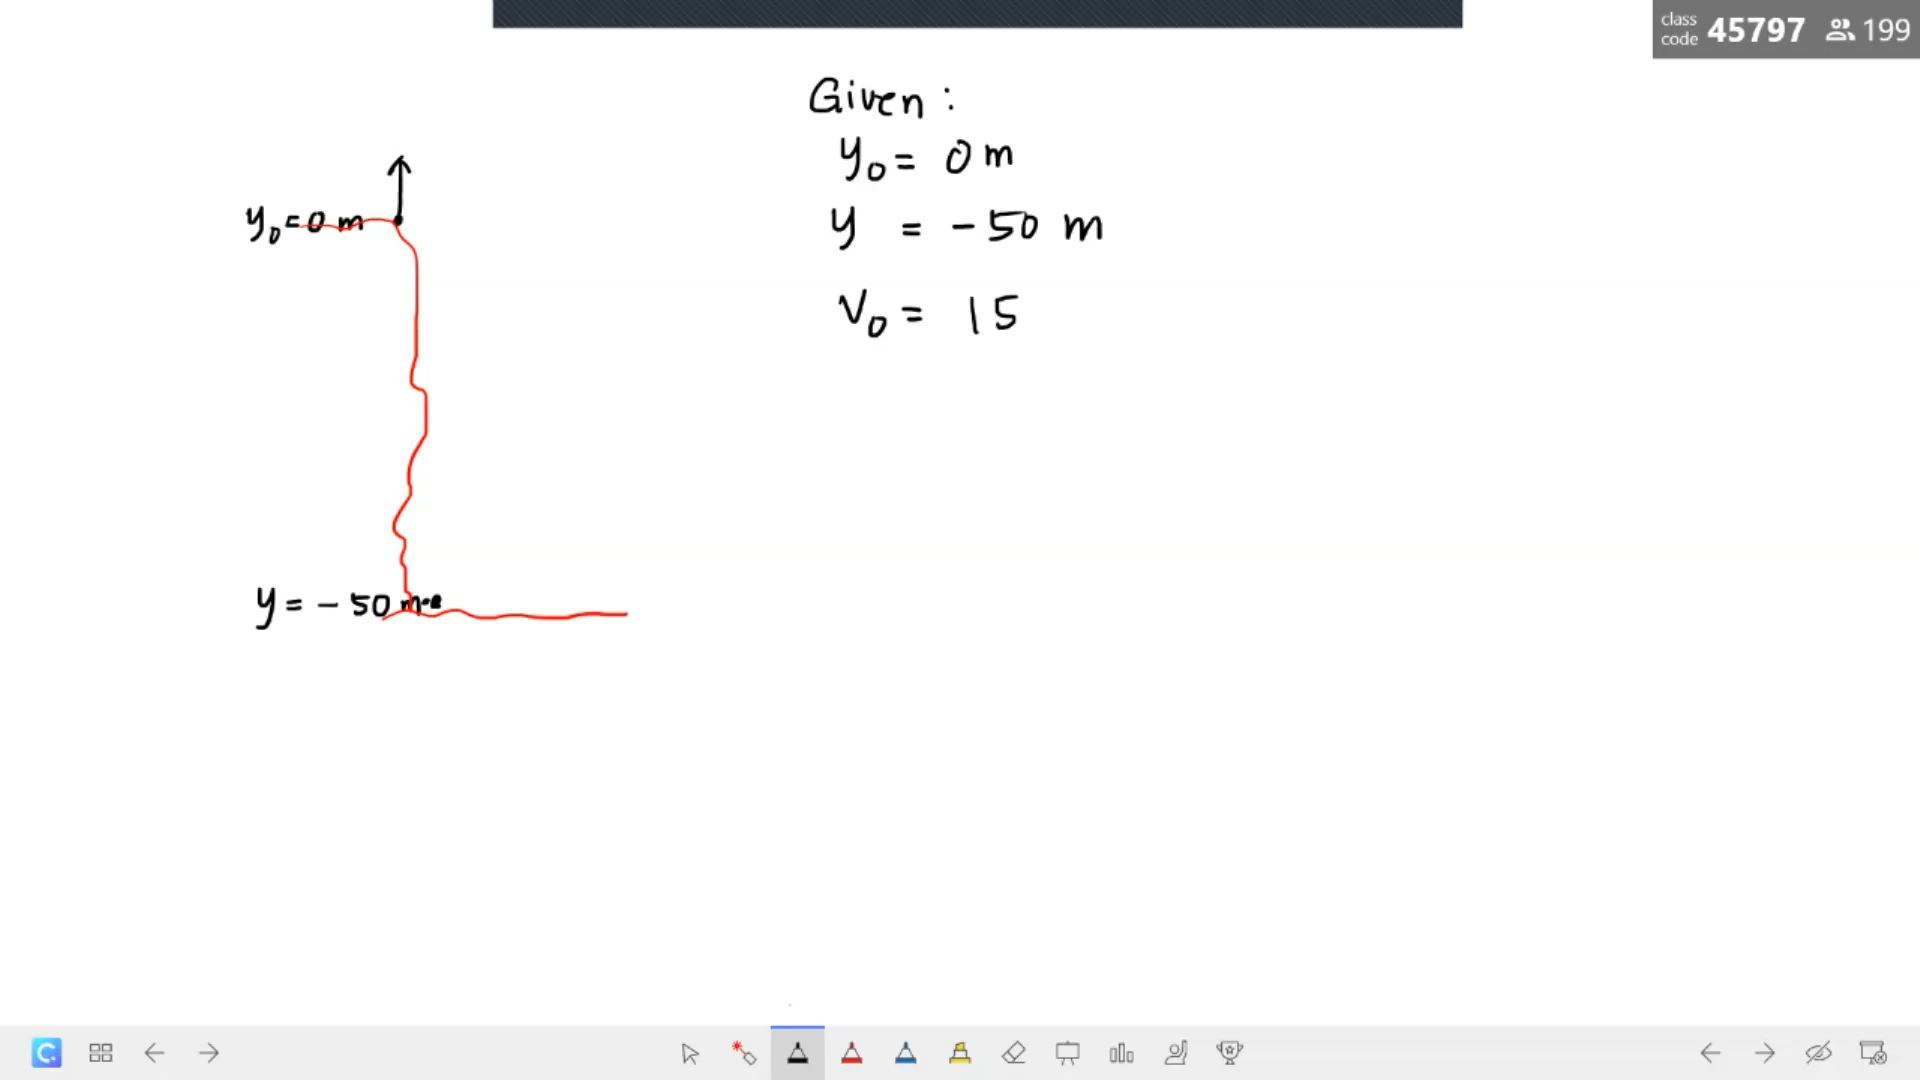 class code 45797 199
Given :
y₀ = 0 m
y = - 50 m
v₀ = 15
y₀ = 0 m
y = - 50 m